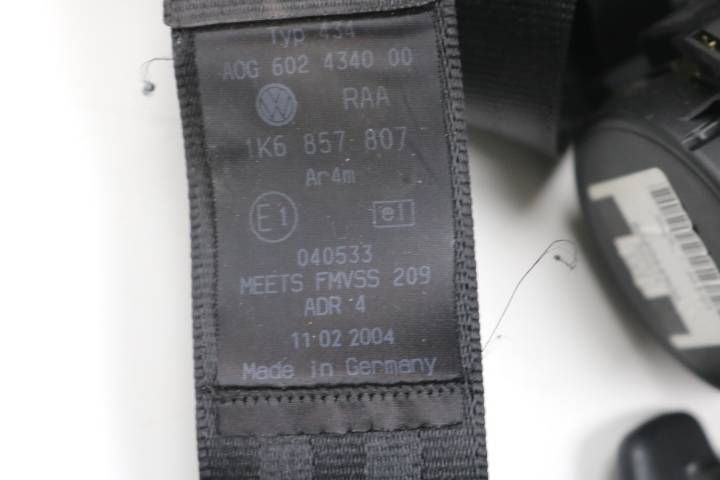 Typ 434
AOG 602 4340 00
RAA
1K6 857 807
Ar4m
E1 e1
040533
MEETS FMVSS 209
ADR 4
11 02 2004
Made in Germany